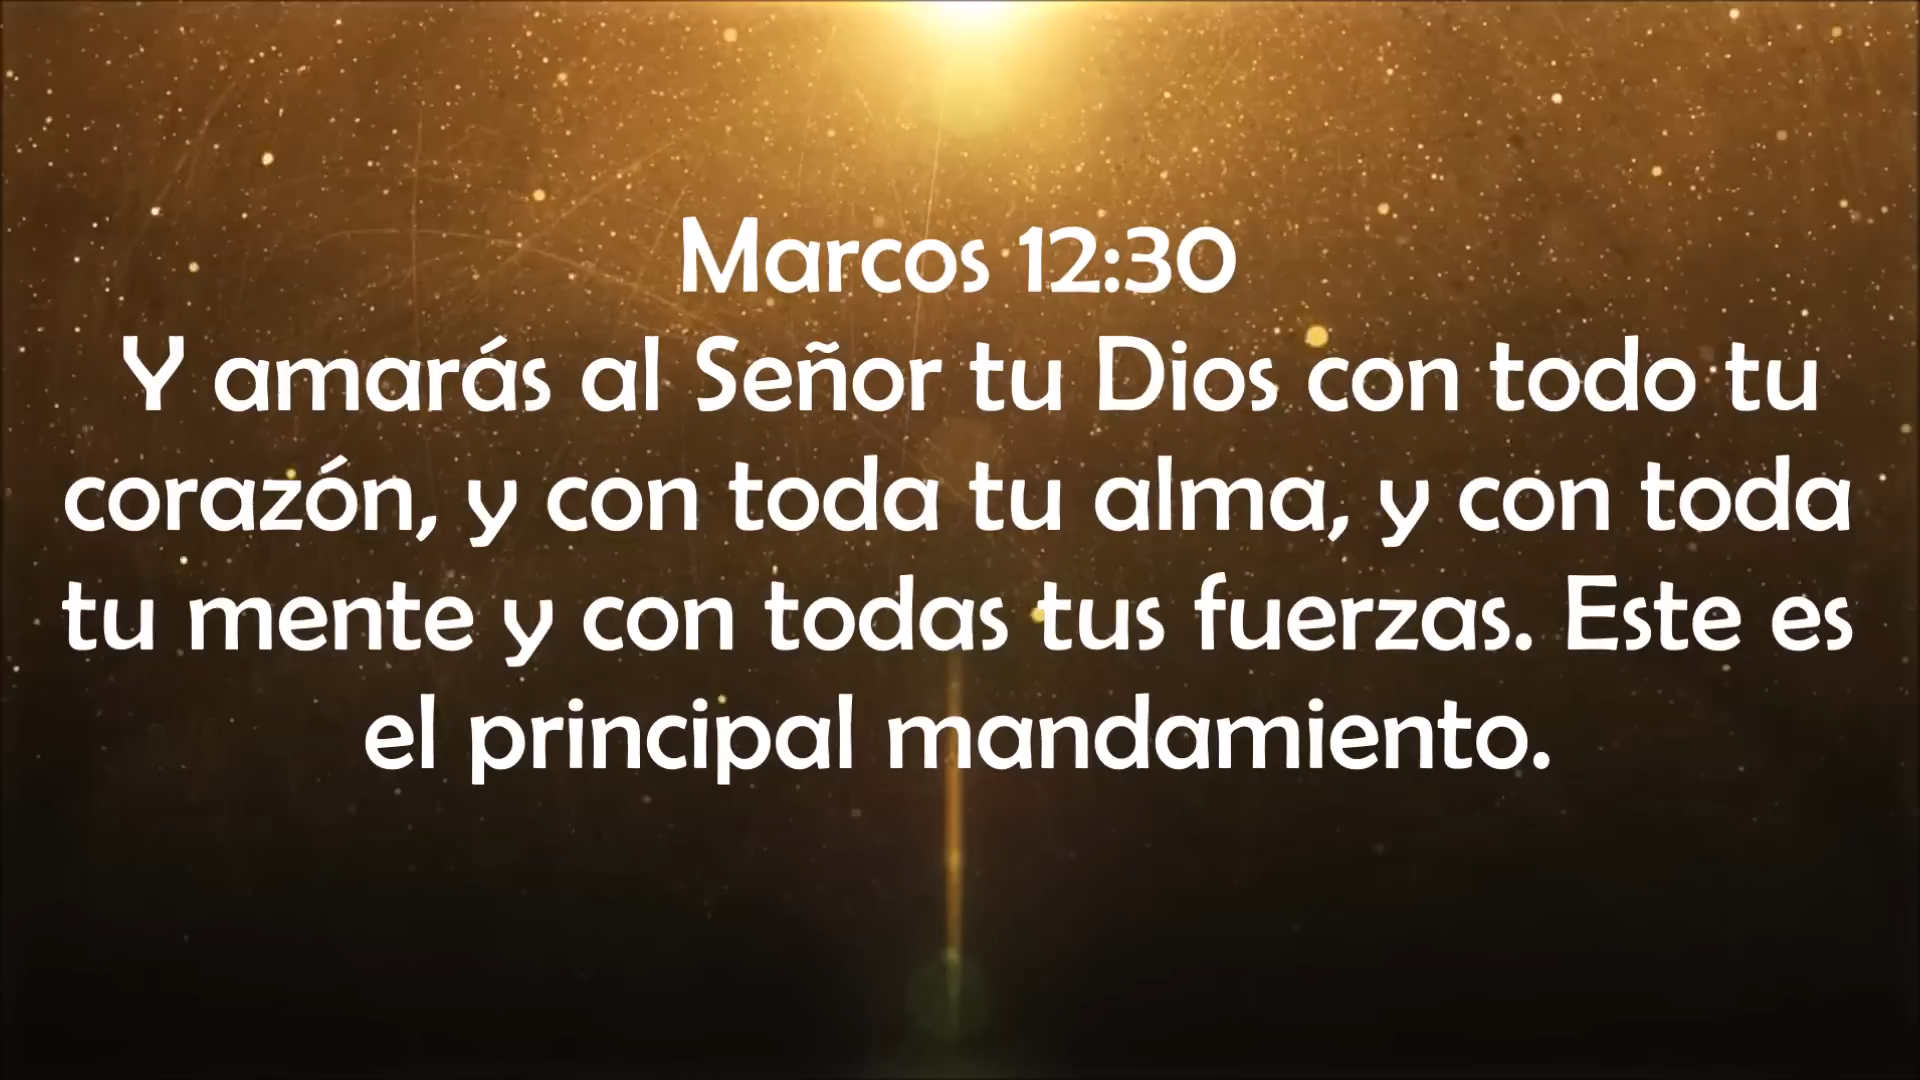 Marcos 12:30
Y amarás al Señor tu Dios con todo tu
corazón, y con toda tu alma, y con toda
tu mente y con todas tus fuerzas. Este es
el principal mandamiento.